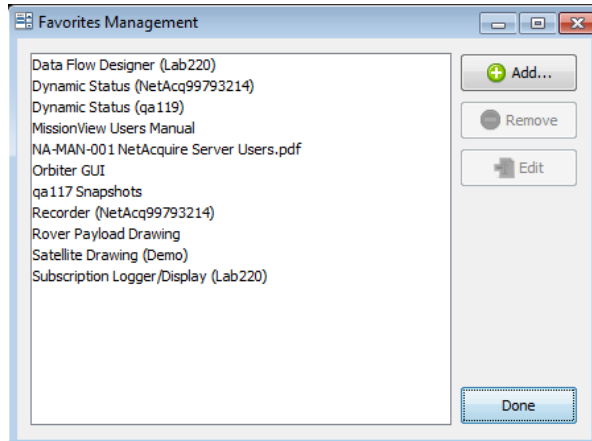 Favorites Management
Data Flow Designer (Lab220)
Dynamic Status (NetAcq99793214)
Dynamic Status (qa119)
MissionView Users Manual
NA-MAN-001 NetAcquire Server Users.pdf
Orbiter GUI
qa117 Snapshots
Recorder (NetAcq99793214)
Rover Payload Drawing
Satellite Drawing (Demo)
Subscription Logger/Display (Lab220)
Add...
Remove
Edit
Done